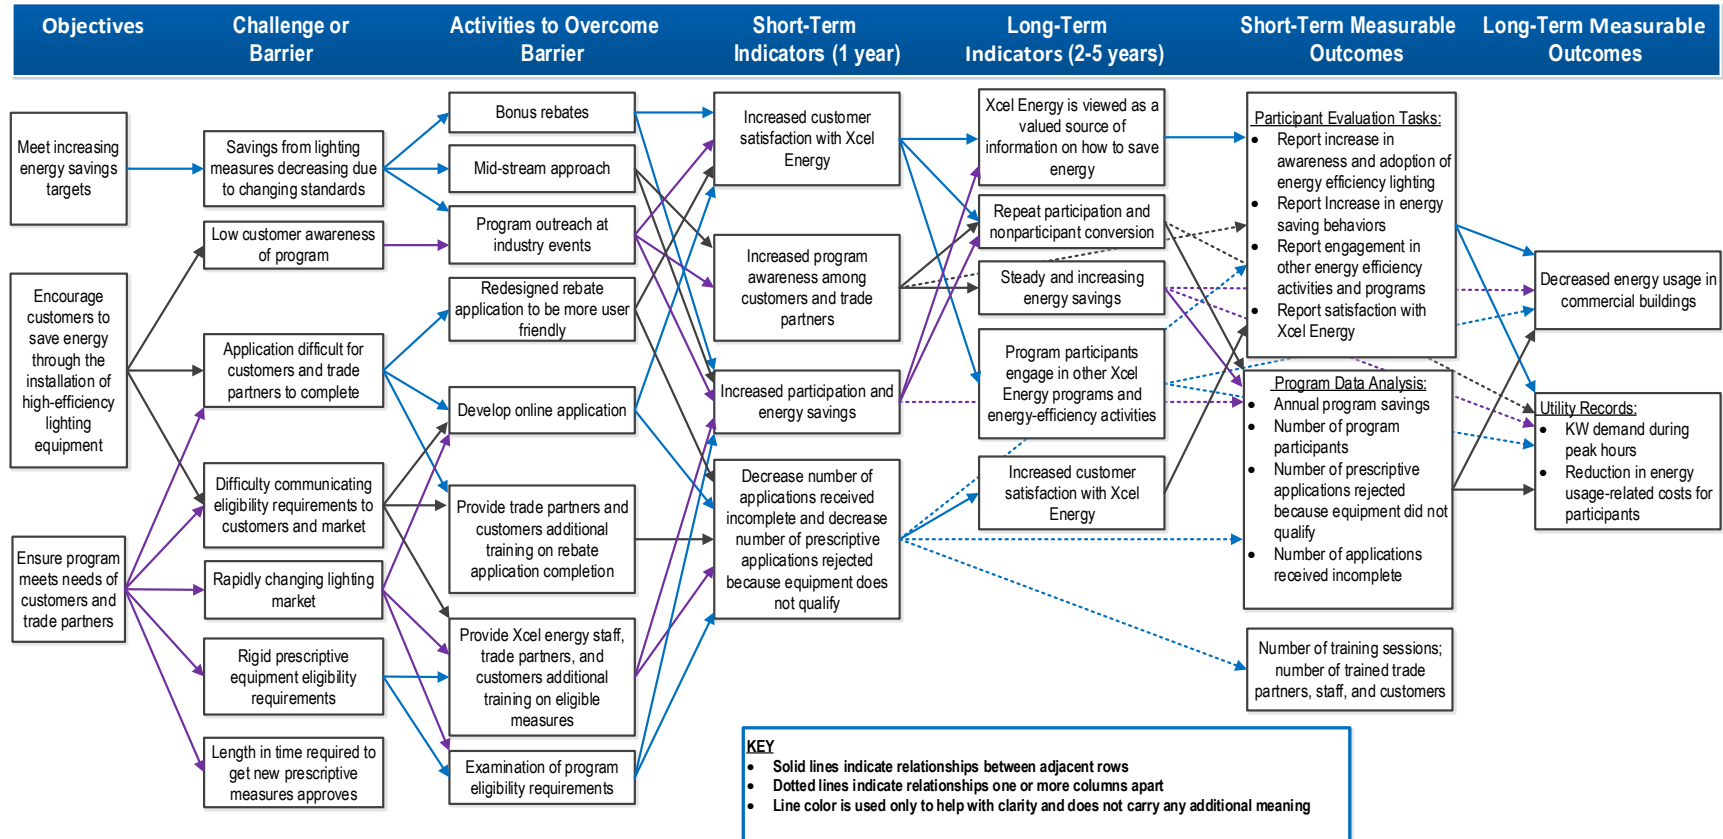 Objectives
Challenge or
Barrier
Activities to Overcome
Barrier
Short-Term
Indicators (1 year)
Long-Term
Indicators (2-5 years)
Short-Term Measurable
Outcomes
Long-Term Measurable
Outcomes
Meet increasing
energy savings
targets
Encourage
customers to
save energy
through the
installation of
high-efficiency
lighting
equipment
Ensure program
meets needs of
customers and
trade partners
Savings from lighting
measures decreasing due
to changing standards
Low customer awareness
of program
Application difficult for
customers and trade
partners to complete
Difficulty communicating
eligibility requirements to
customers and market
Rapidly changing lighting
market
Rigid prescriptive
equipment eligibility
requirements
Length in time required to
get new prescriptive
measures approves
Bonus rebates
Mid-stream approach
Program outreach at
industry events
Redesigned rebate
application to be more user
friendly
Develop online application
Provide trade partners and
customers additional
training on rebate
application completion
Provide Xcel energy staff,
trade partners, and
customers additional
training on eligible
measures
Examination of program
eligibility requirements
Increased customer
satisfaction with Xcel
Energy
Increased program
awareness among
customers and trade
partners
Increased participation and
energy savings
Decrease number of
applications received
incomplete and decrease
number of prescriptive
applications rejected
because equipment does
not qualify
Xcel Energy is viewed as a
valued source of
information on how to save
energy
Repeat participation and
nonparticipant conversion
Steady and increasing
energy savings
Program participants
engage in other Xcel
Energy programs and
energy-efficiency activities
Increased customer
satisfaction with Xcel
Energy
Participant Evaluation Tasks:
• Report increase in
awareness and adoption of
energy efficiency lighting
• Report Increase in energy
saving behaviors
• Report engagement in
other energy efficiency
activities and programs
• Report satisfaction with
Xcel Energy
Program Data Analysis:
• Annual program savings
• Number of program
participants
• Number of prescriptive
applications rejected
because equipment did not
qualify
• Number of applications
received incomplete
Number of training sessions;
number of trained trade
partners, staff, and customers
Decreased energy usage in
commercial buildings
Utility Records:
• KW demand during
peak hours
• Reduction in energy
usage-related costs for
participants
KEY
• Solid lines indicate relationships between adjacent rows
• Dotted lines indicate relationships one or more columns apart
• Line color is used only to help with clarity and does not carry any additional meaning